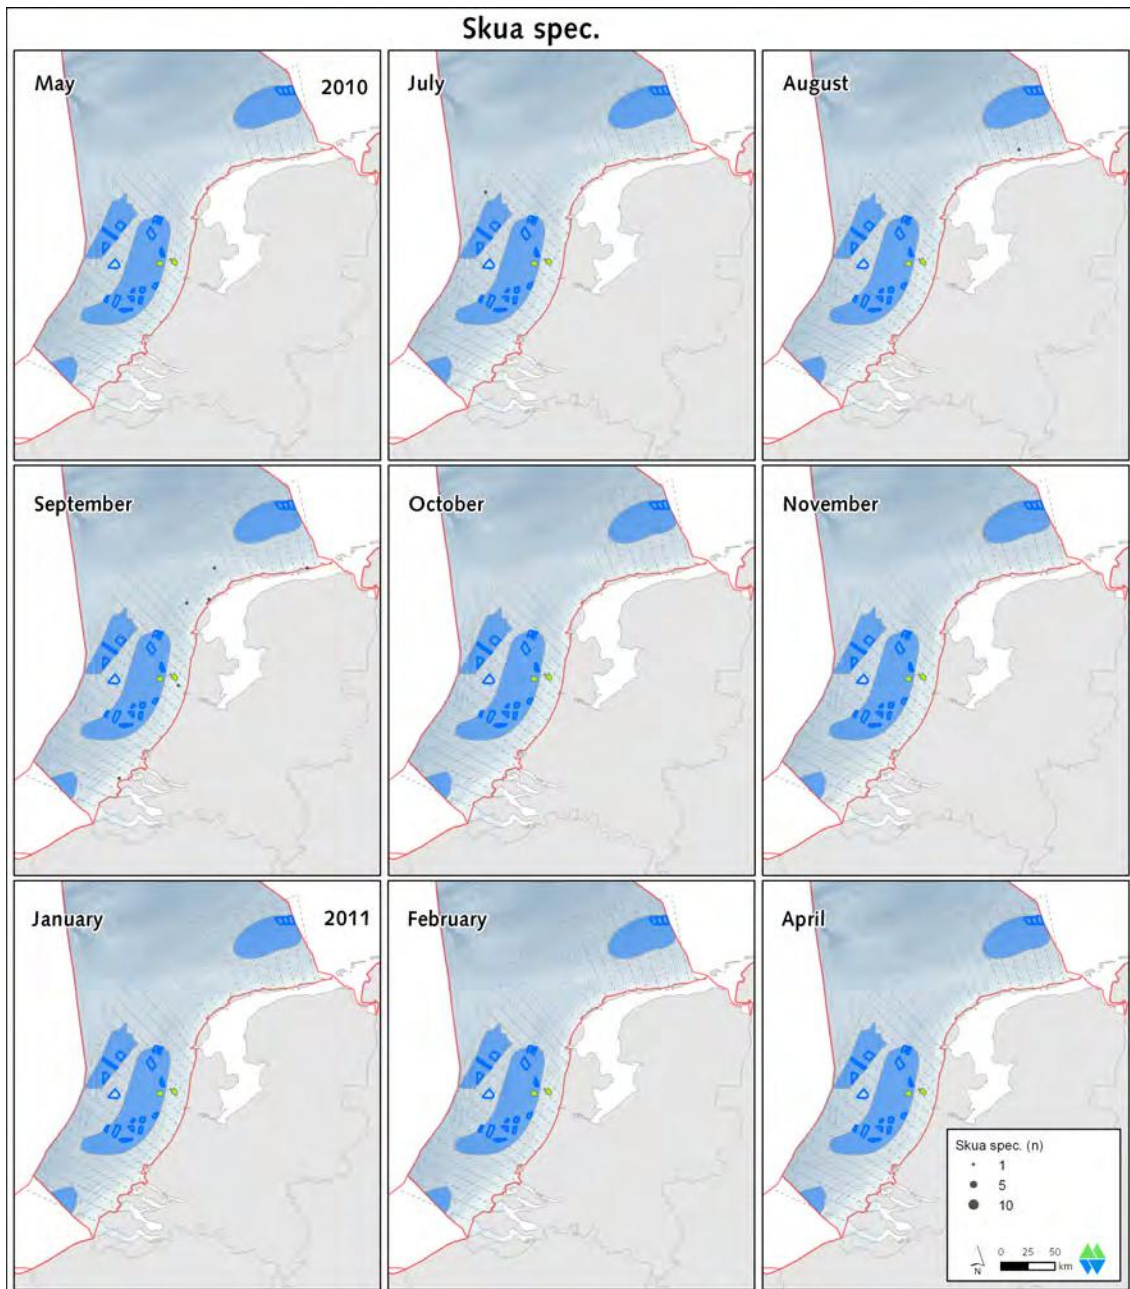 Skua spec.
May 2010
July
August
September
October
November
January 2011
February
April
Skua spec. (n)
1
5
10
N
0 25 50
km